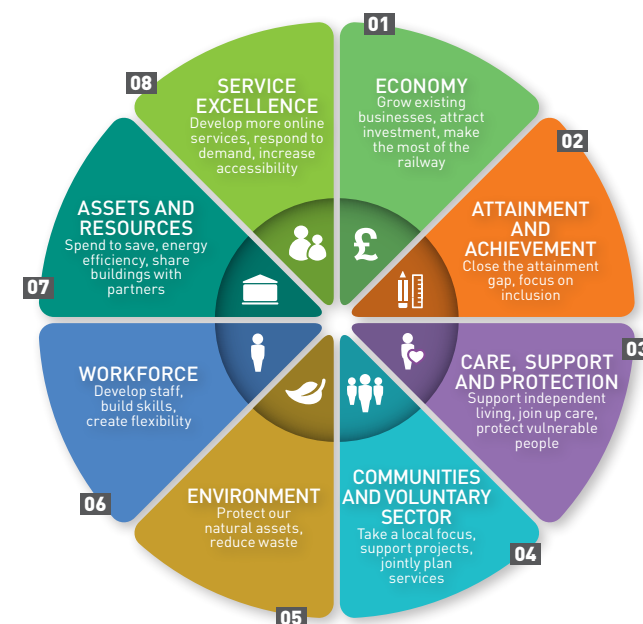 01
ECONOMY
Grow existing
businesses, attract
investment, make
the most of the
railway
£
02
ATTAINMENT
AND
ACHIEVEMENT
Close the attainment
gap, focus on
inclusion
03
CARE, SUPPORT
AND PROTECTION
Support independent
living, join up care,
protect vulnerable
people
04
COMMUNITIES
AND VOLUNTARY
SECTOR
Take a local focus,
support projects,
jointly plan
services
05
ENVIRONMENT
Protect our
natural assets,
reduce waste
06
WORKFORCE
Develop staff,
build skills,
create flexibility
07
ASSETS AND
RESOURCES
Spend to save, energy
efficiency, share
buildings with
partners
08
SERVICE
EXCELLENCE
Develop more online
services, respond to
demand, increase
accessibility